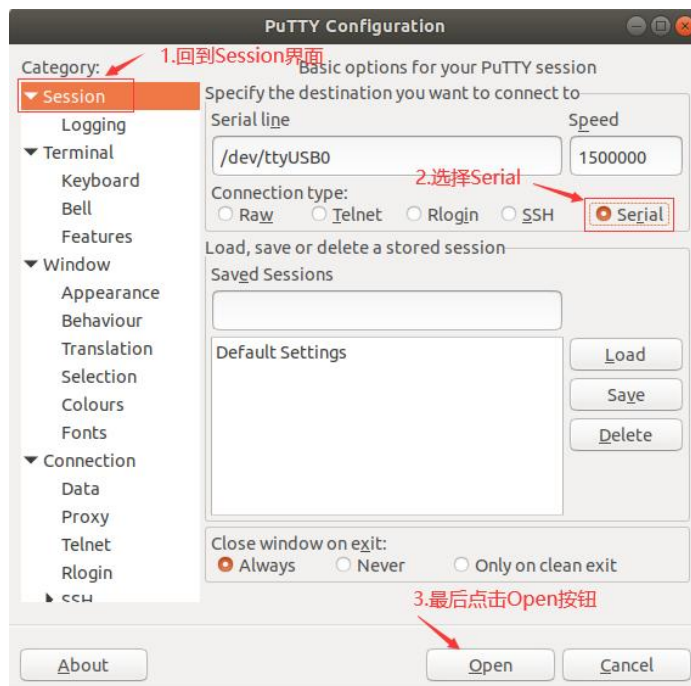 PuTTY Configuration
1.回到Session界面
Category:
Basic options for your PuTTY session
Session
Logging
Terminal
Keyboard
Bell
Features
Window
Appearance
Behaviour
Translation
Selection
Colours
Fonts
Connection
Data
Proxy
Telnet
Rlogin
SSH
Specify the destination you want to connect to
Serial line
Speed
/dev/ttyUSB0
1500000
2.选择Serial
Connection type:
Raw Telnet Rlogin SSH Serial
Load, save or delete a stored session
Saved Sessions
Default Settings
Load
Save
Delete
Close window on exit:
Always Never Only on clean exit
3.最后点击Open按钮
About
Open
Cancel